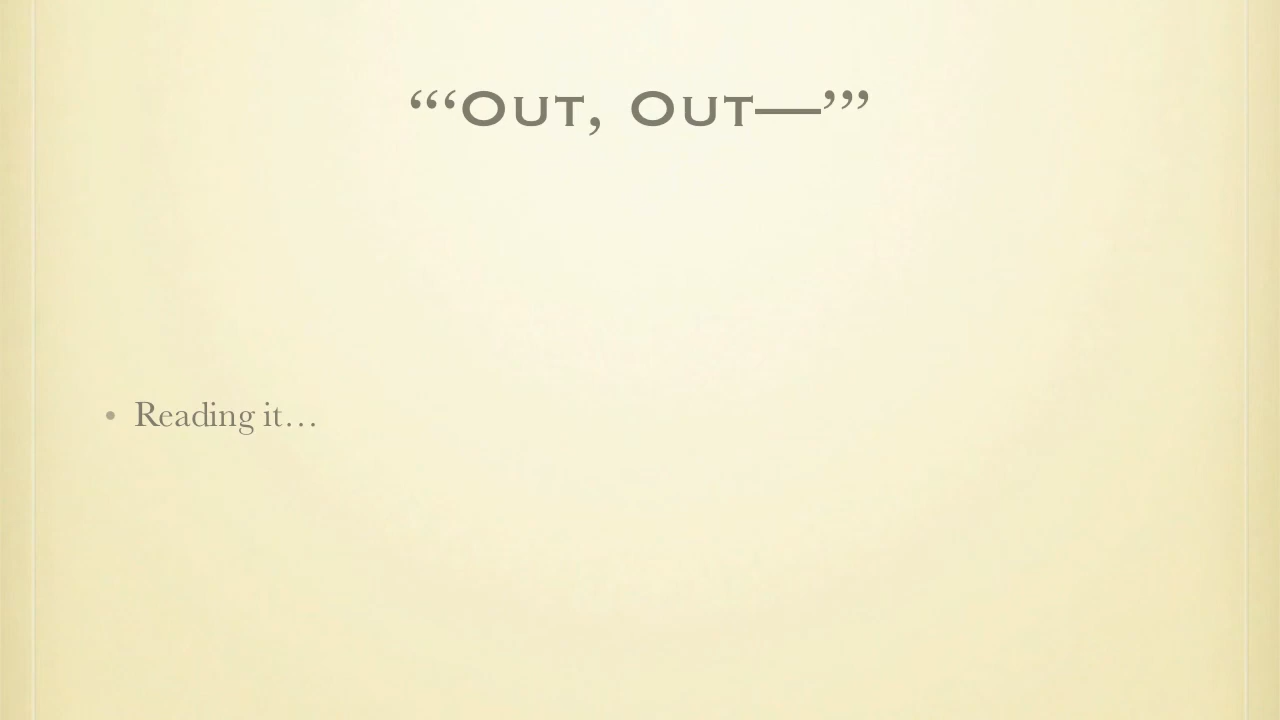 “‘Out, Out—’”
• Reading it…